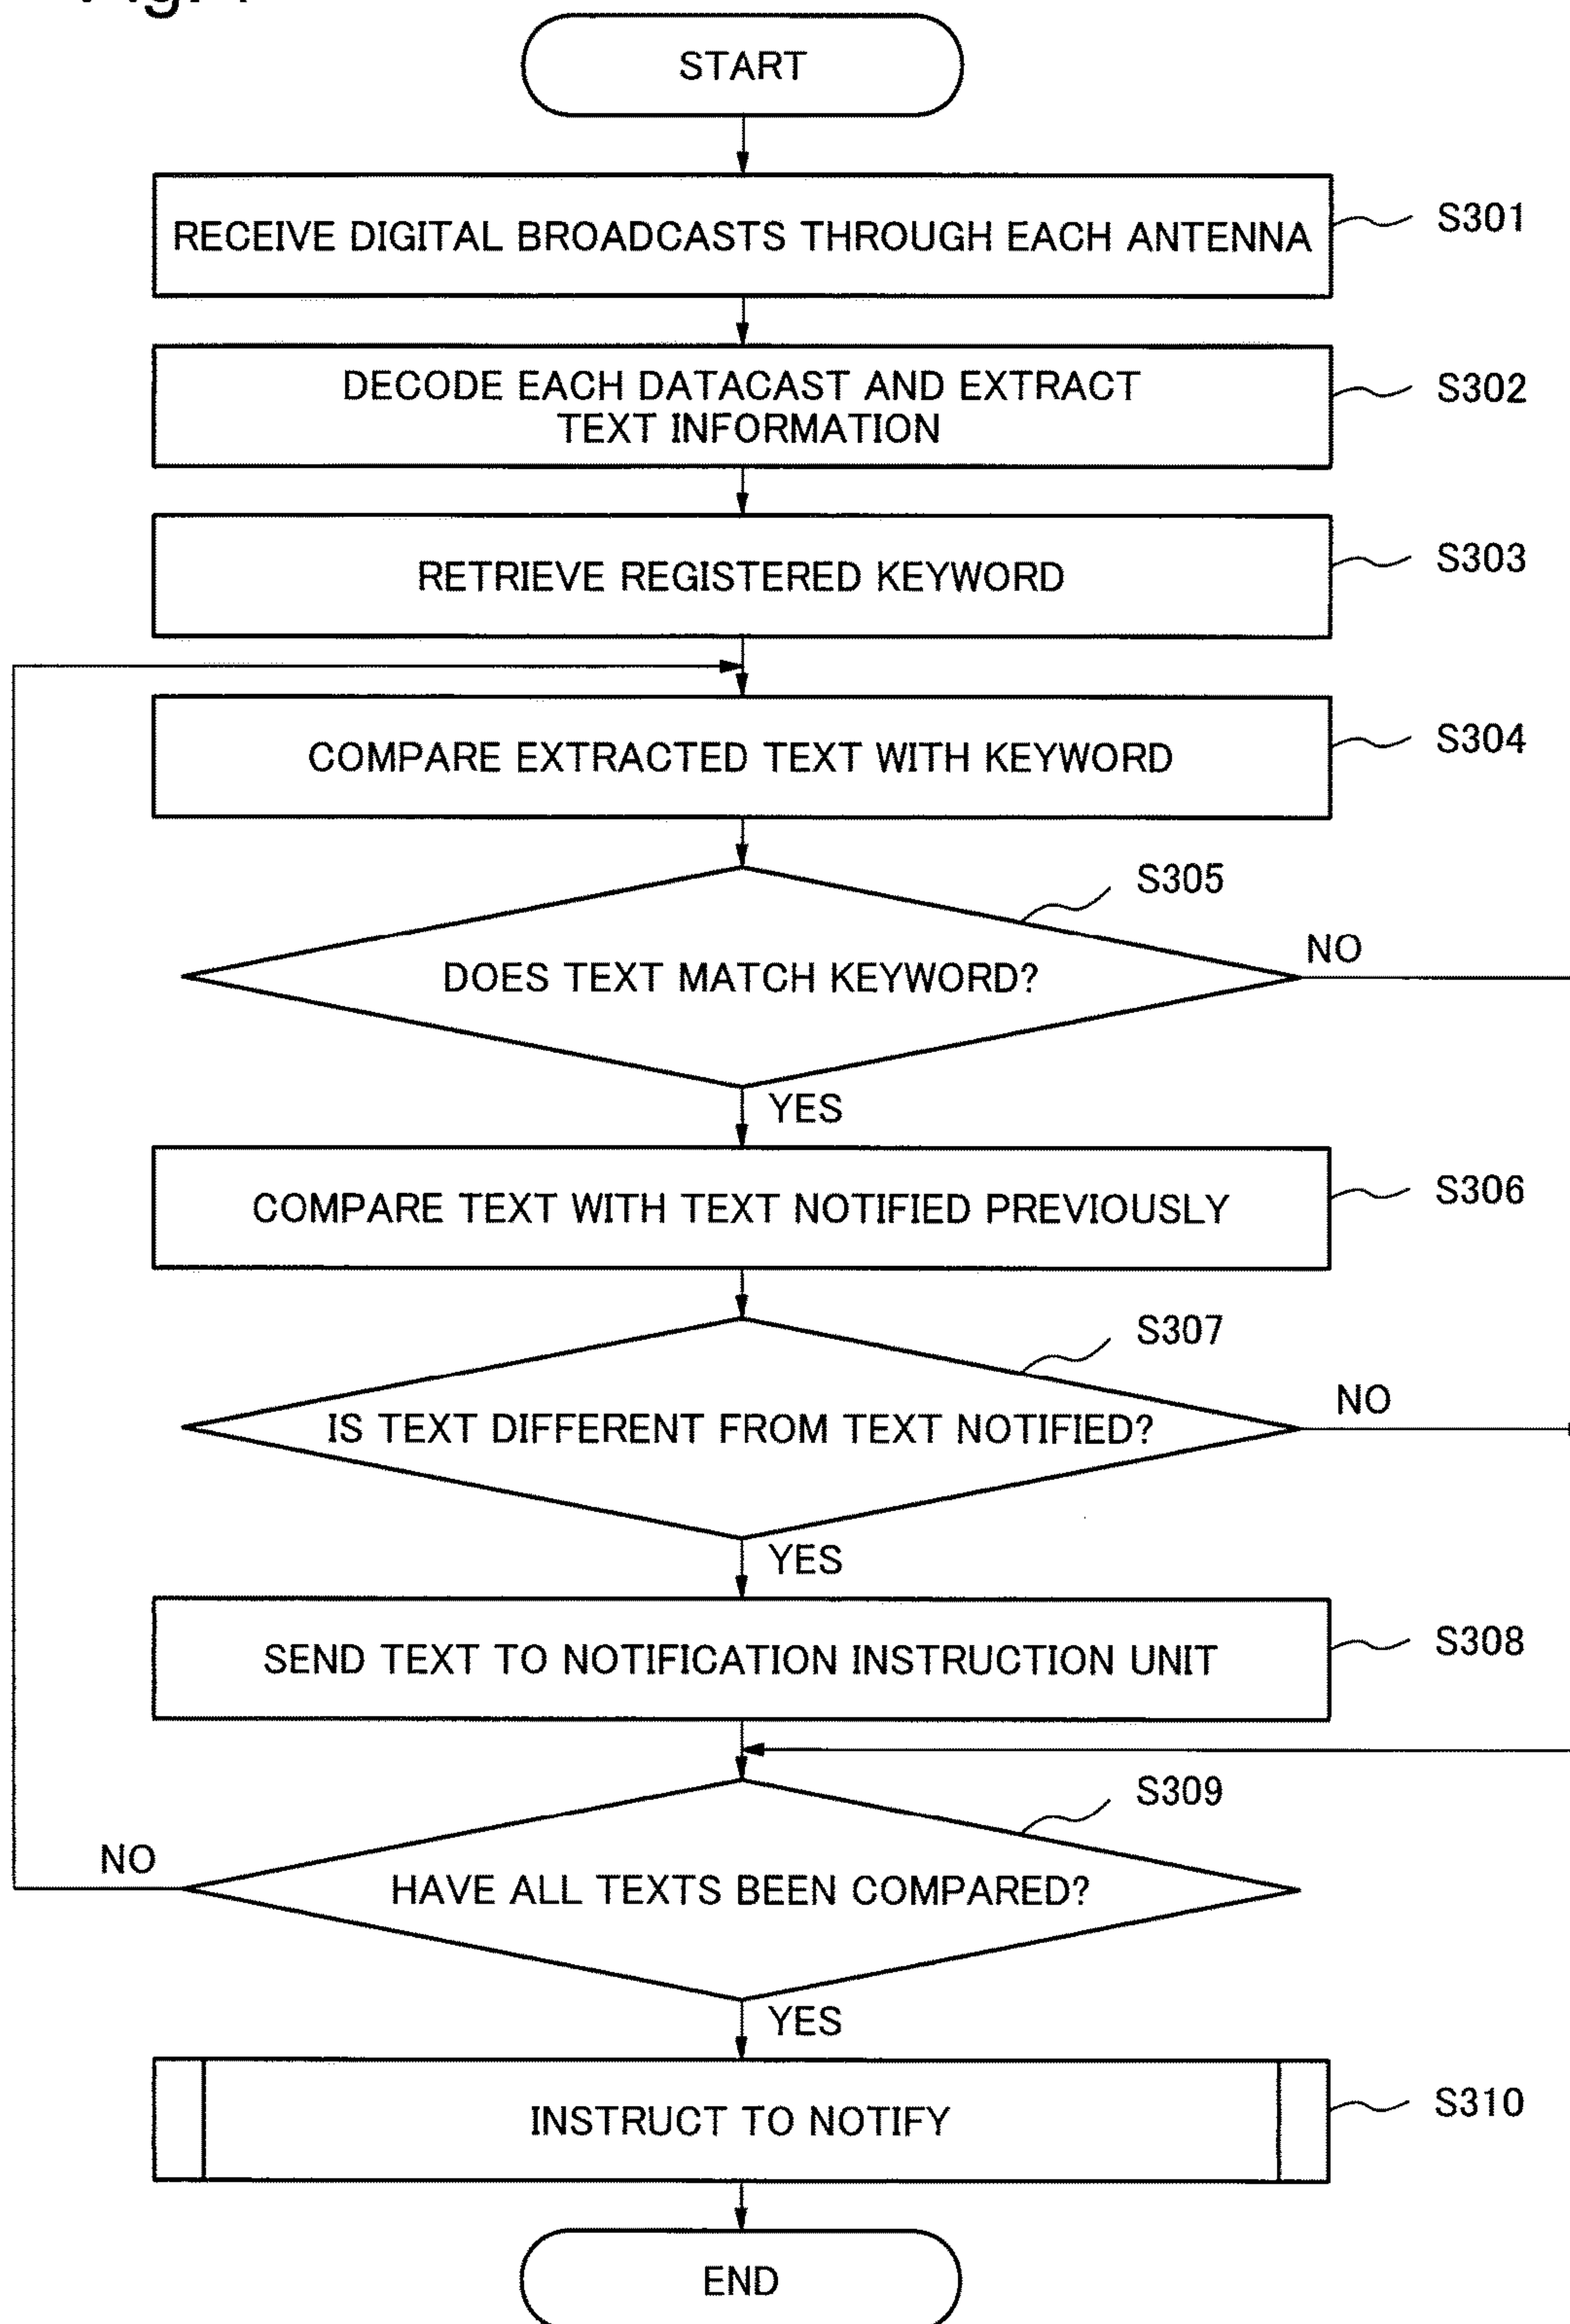 START
RECEIVE DIGITAL BROADCASTS THROUGH EACH ANTENNA
S301
DECODE EACH DATACAST AND EXTRACT
TEXT INFORMATION
S302
RETRIEVE REGISTERED KEYWORD
S303
COMPARE EXTRACTED TEXT WITH KEYWORD
S304
S305
DOES TEXT MATCH KEYWORD?
NO
YES
COMPARE TEXT WITH TEXT NOTIFIED PREVIOUSLY
S306
S307
IS TEXT DIFFERENT FROM TEXT NOTIFIED?
NO
YES
SEND TEXT TO NOTIFICATION INSTRUCTION UNIT
S308
S309
NO
HAVE ALL TEXTS BEEN COMPARED?
YES
INSTRUCT TO NOTIFY
S310
END